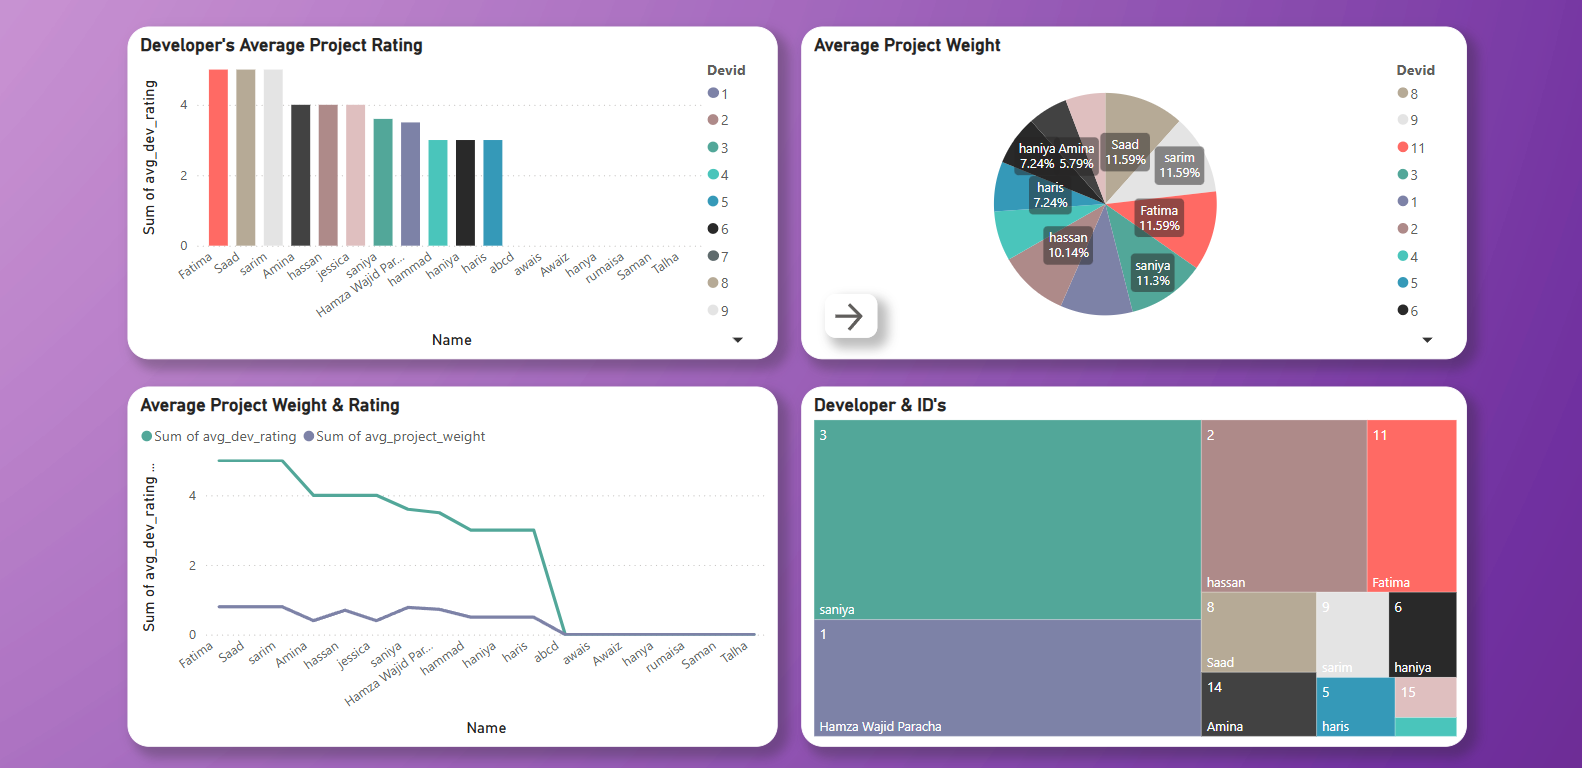 Developer's Average Project Rating
Sum of avg_dev_rating
4
2
0
Fatima
Saad
sarim
Amina
hassan
jessica
saniya
Hamza Wajid Par...
hammad
haniya
haris
abcd
awais
Awaiz
hanya
rumaisa
Saman
Talha
Name
Devid
1
2
3
4
5
6
7
8
9
Average Project Weight
haniya Amina
7.24% 5.79%
Saad
11.59%
sarim
11.59%
haris
7.24%
Fatima
11.59%
hassan
10.14%
saniya
11.3%
Devid
8
9
11
3
1
2
4
5
6
Average Project Weight & Rating
Sum of avg_dev_rating Sum of avg_project_weight
Sum of avg_dev_rating ...
4
2
0
Fatima
Saad
sarim
Amina
hassan
jessica
saniya
Hamza Wajid Par...
hammad
haniya
haris
abcd
awais
Awaiz
hanya
rumaisa
Saman
Talha
Name
Developer & ID's
3
saniya
1
Hamza Wajid Paracha
2
hassan
11
Fatima
8
Saad
9
sarim
6
haniya
14
Amina
5
haris
15